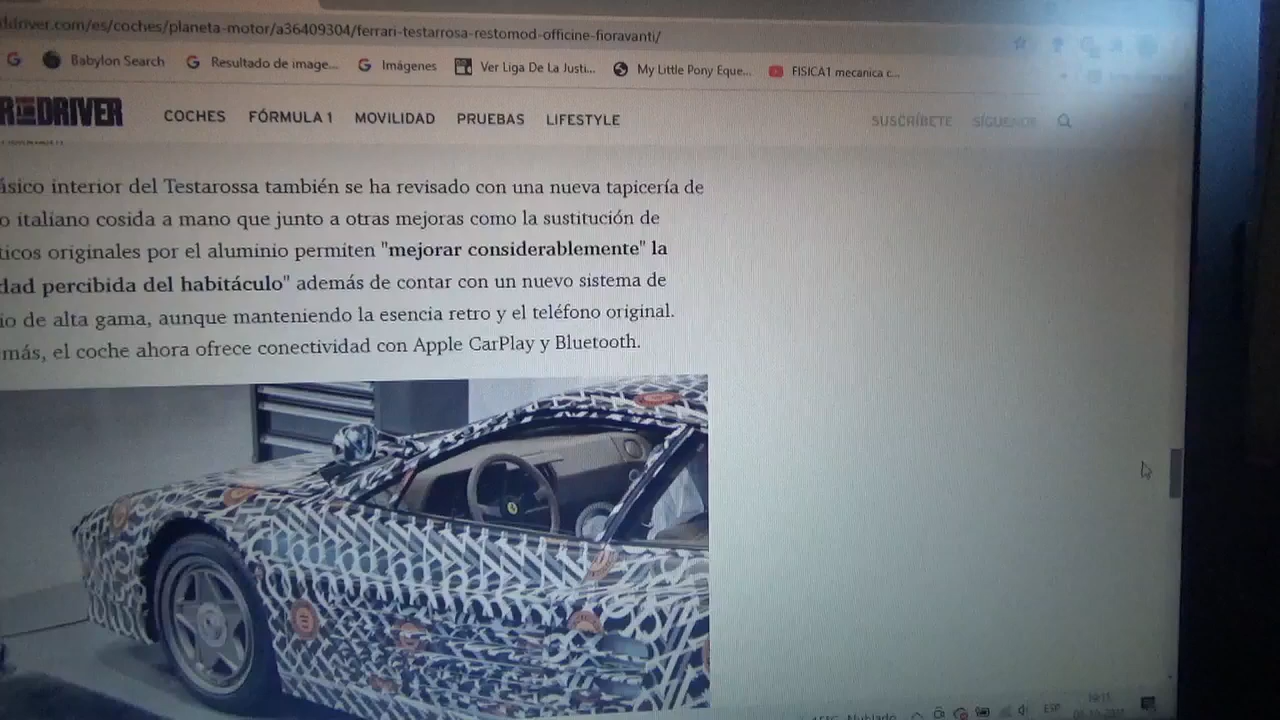 ddriver.com/es/coches/planeta-motor/a36409304/ferrari-testarrosa-restomod-officine-fioravanti/
Babylon Search Resultado de image... Imágenes Ver Liga De La Justi... My Little Pony Eque... FISICA1 mecanica c...
DRIVER COCHES FÓRMULA 1 MOVILIDAD PRUEBAS LIFESTYLE SUSCRÍBETE SÍGUENOS
ásico interior del Testarossa también se ha revisado con una nueva tapicería de
o italiano cosida a mano que junto a otras mejoras como la sustitución de
ticos originales por el aluminio permiten "mejorar considerablemente" la
dad percibida del habitáculo" además de contar con un nuevo sistema de
io de alta gama, aunque manteniendo la esencia retro y el teléfono original.
más, el coche ahora ofrece conectividad con Apple CarPlay y Bluetooth.
Nublado ESP 19:11